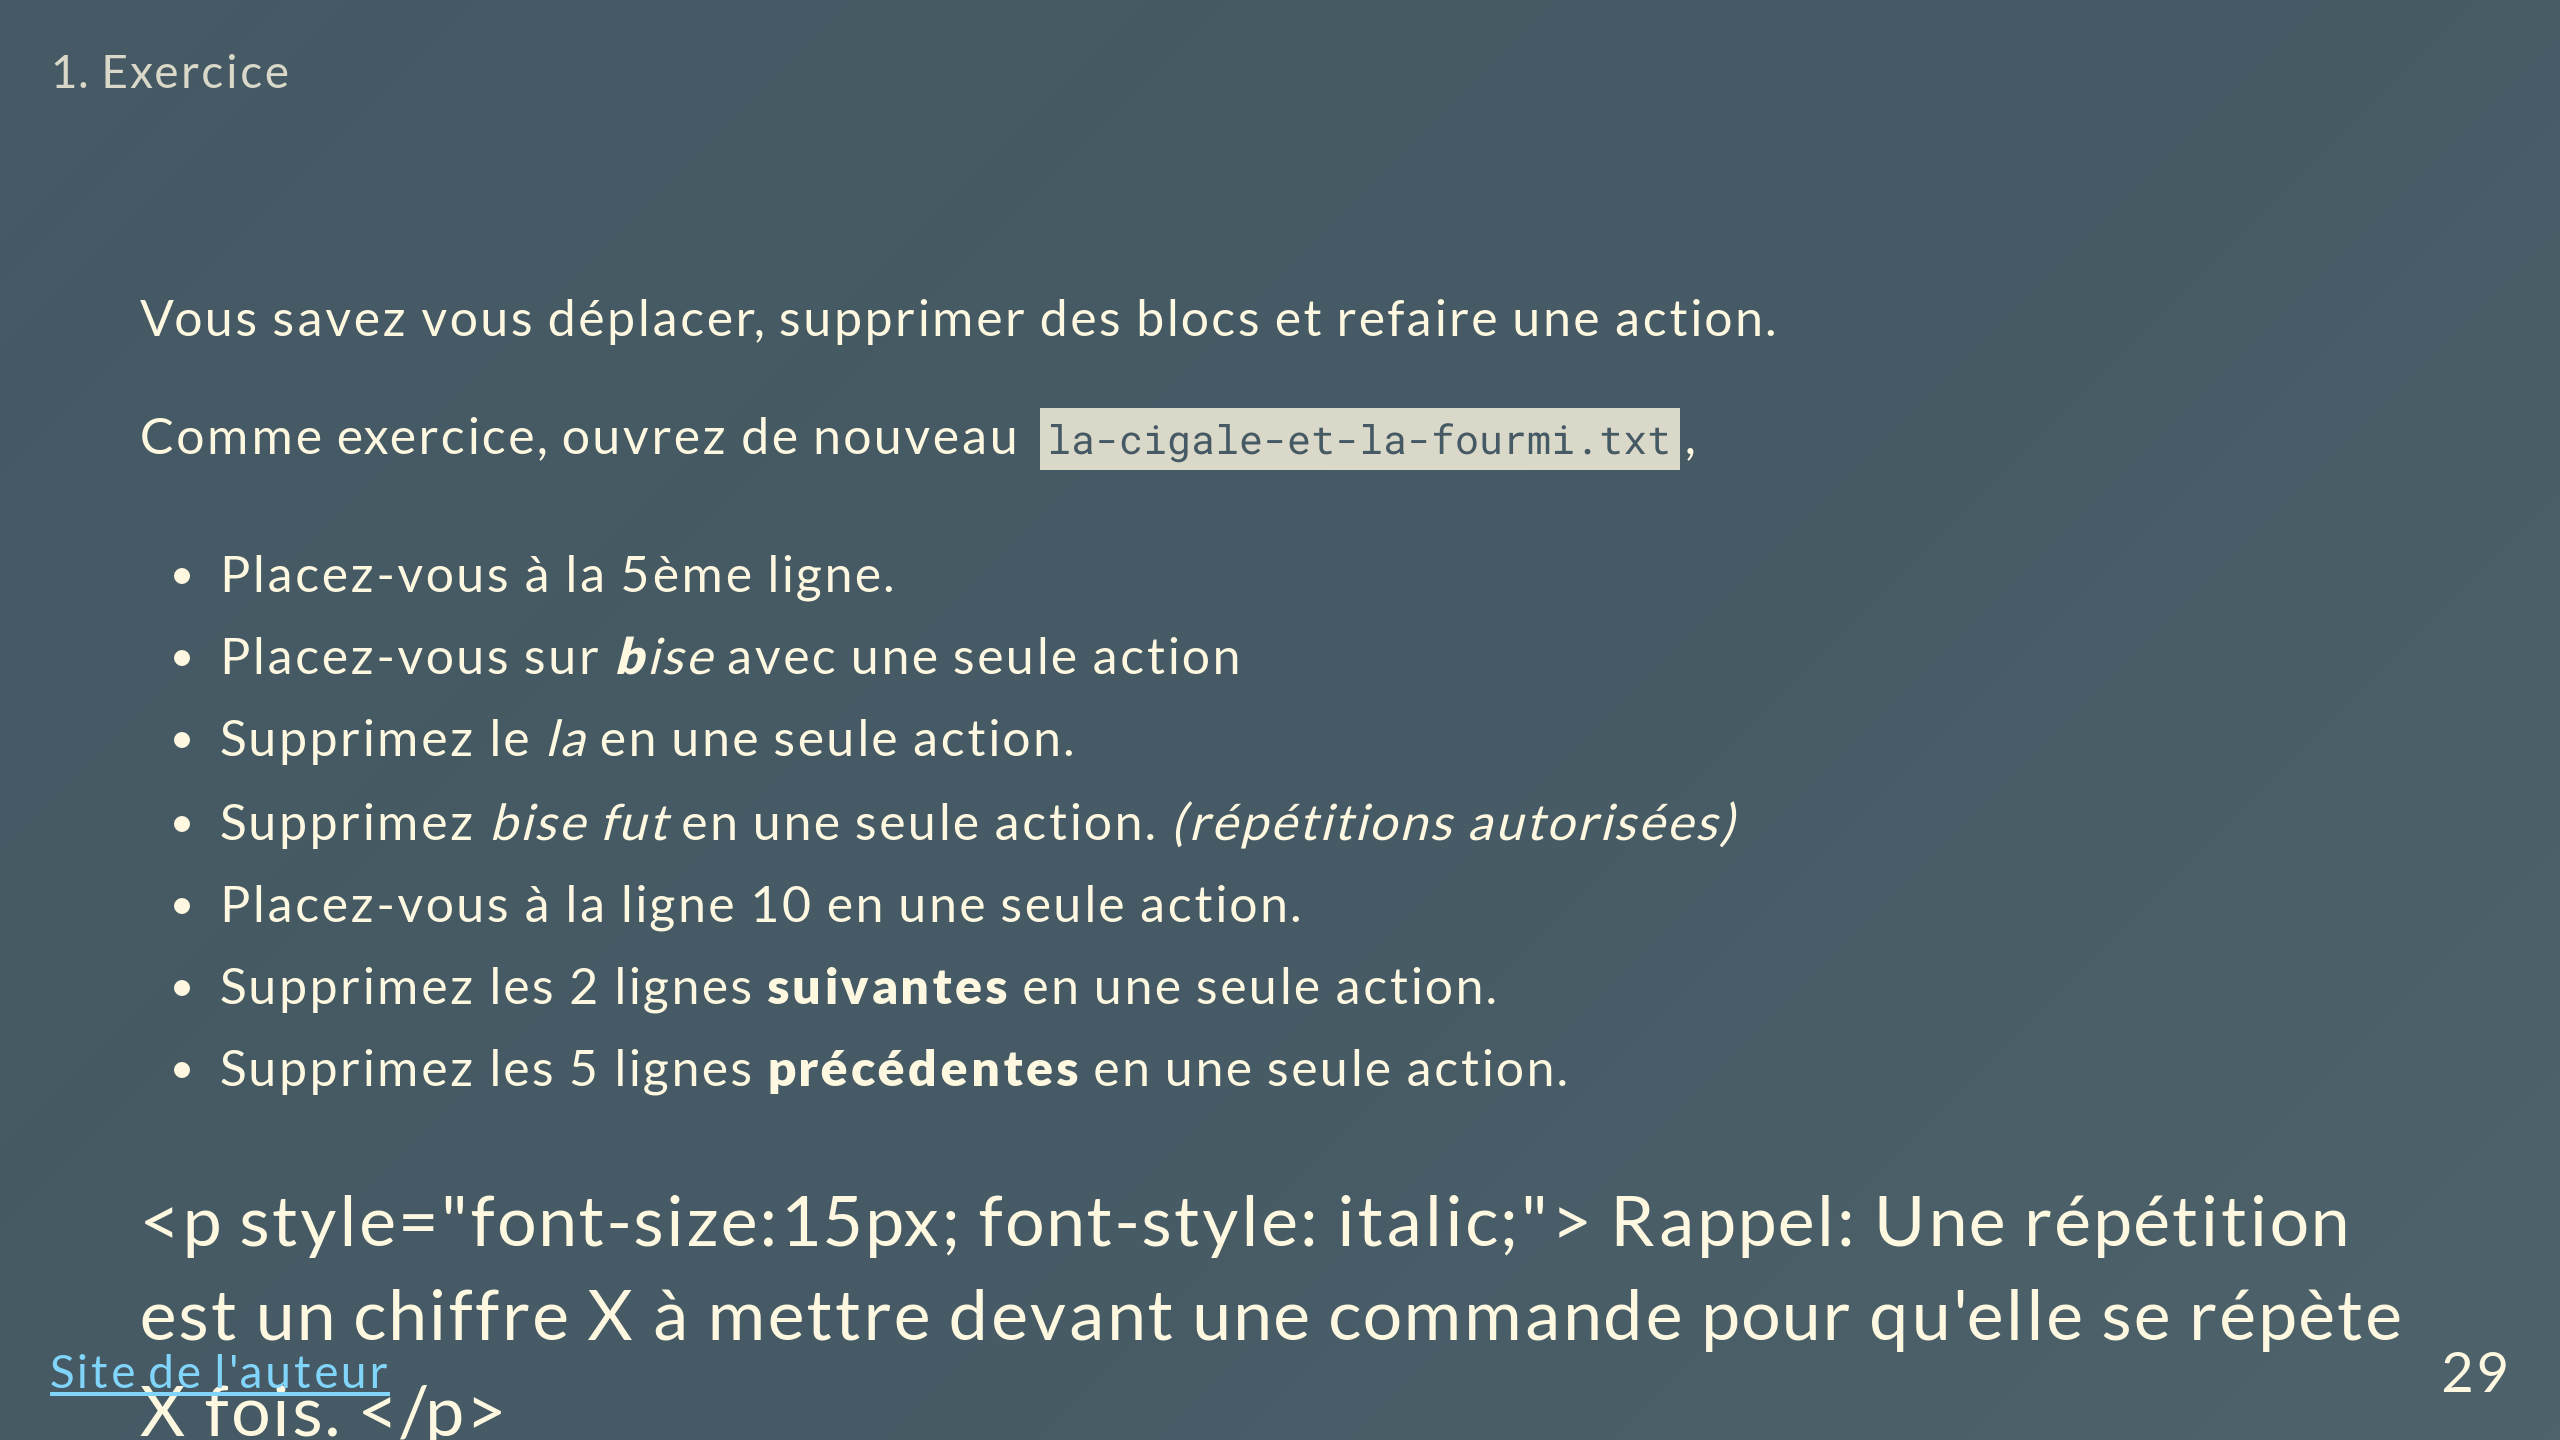 1. Exercice
Vous savez vous déplacer, supprimer des blocs et refaire une action.
Comme exercice, ouvrez de nouveau la-cigale-et-la-fourmi.txt,
• Placez-vous à la 5ème ligne.
• Placez-vous sur bise avec une seule action
• Supprimez le la en une seule action.
• Supprimez bise fut en une seule action. (répétitions autorisées)
• Placez-vous à la ligne 10 en une seule action.
• Supprimez les 2 lignes suivantes en une seule action.
• Supprimez les 5 lignes précédentes en une seule action.
<p style="font-size:15px; font-style: italic;"> Rappel: Une répétition
est un chiffre X à mettre devant une commande pour qu'elle se répète
X fois. </p>
Site de l'auteur
29